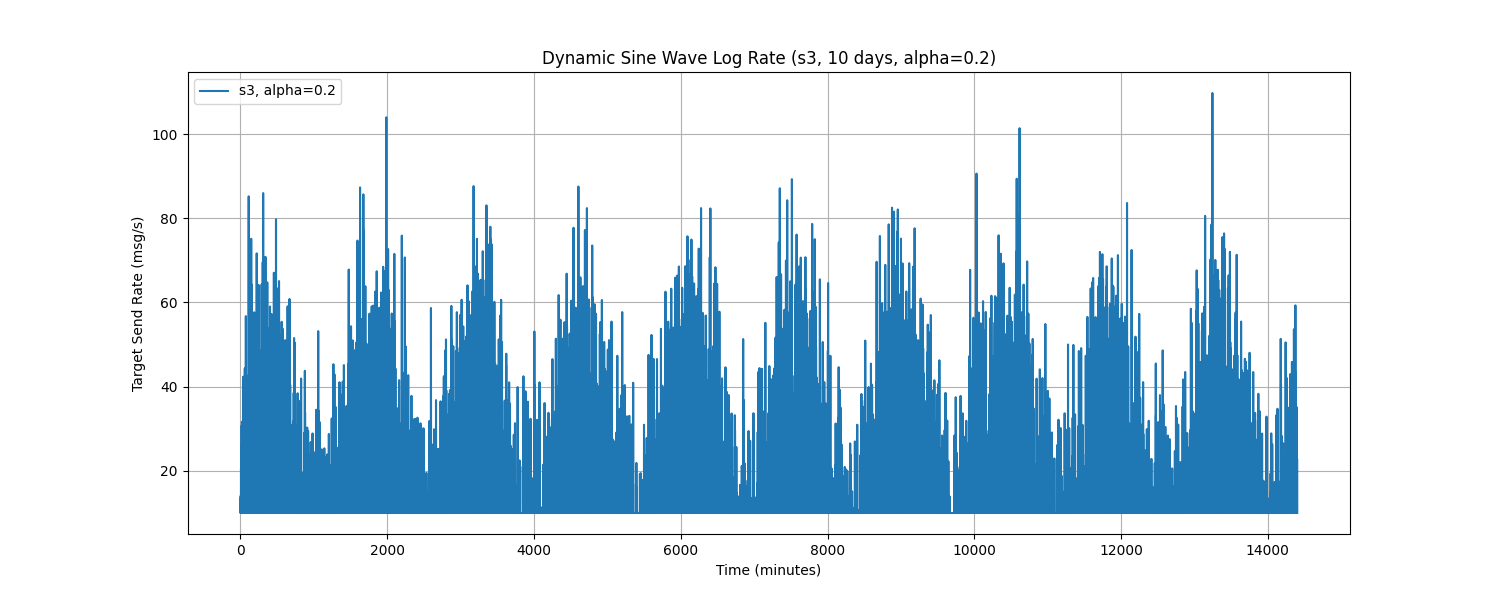 Dynamic Sine Wave Log Rate (s3, 10 days, alpha=0.2)
s3, alpha=0.2
Target Send Rate (msg/s)
100
80
60
40
20
0 2000 4000 6000 8000 10000 12000 14000
Time (minutes)